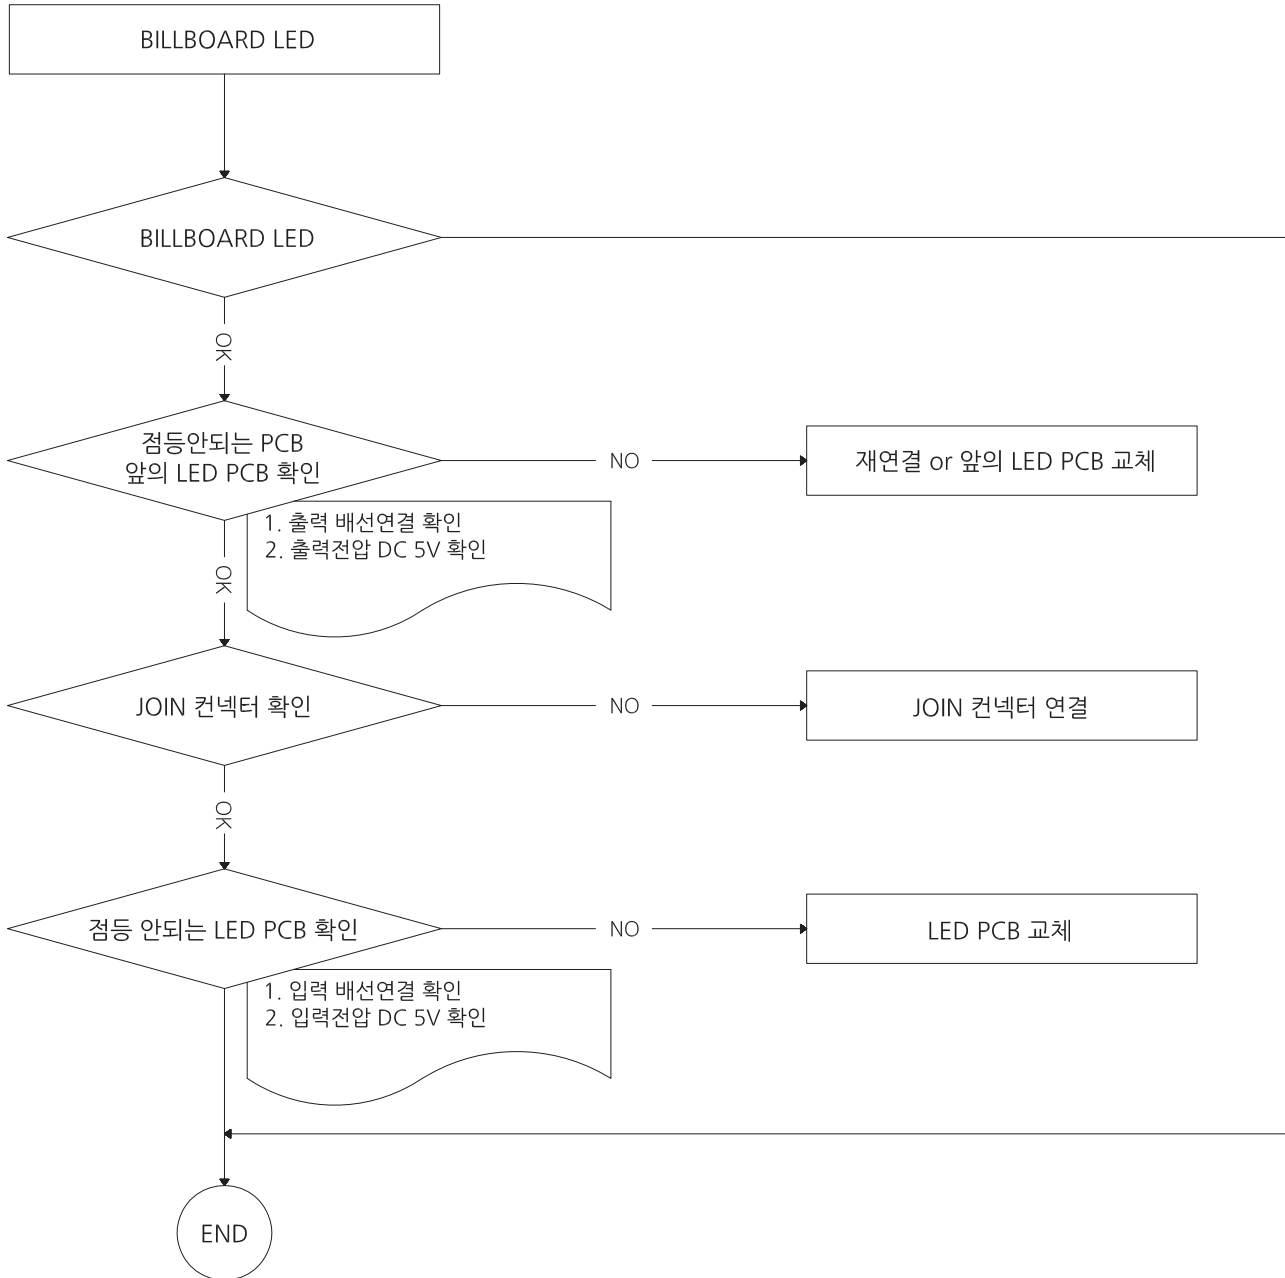 BILLBOARD LED
BILLBOARD LED
OK
점등안되는 PCB
앞의 LED PCB 확인
NO
재연결 or 앞의 LED PCB 교체
1. 출력 배선연결 확인
2. 출력전압 DC 5V 확인
OK
JOIN 컨넥터 확인
NO
JOIN 컨넥터 연결
OK
점등 안되는 LED PCB 확인
NO
LED PCB 교체
1. 입력 배선연결 확인
2. 입력전압 DC 5V 확인
END